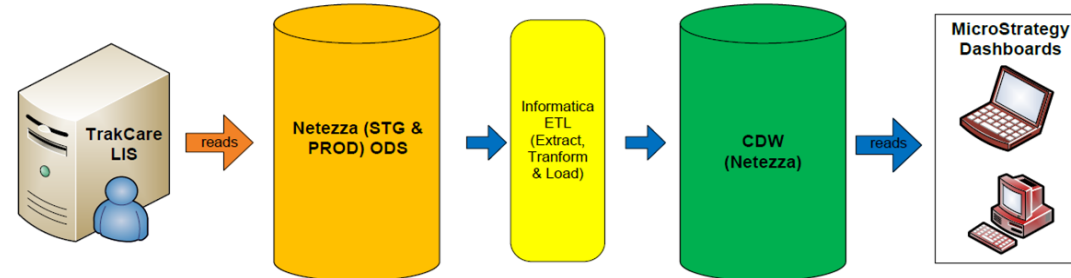 TrakCare
LIS
reads
Netezza (STG &
PROD) ODS
Informatica
ETL
(Extract,
Tranform
& Load)
CDW
(Netezza)
reads
MicroStrategy
Dashboards